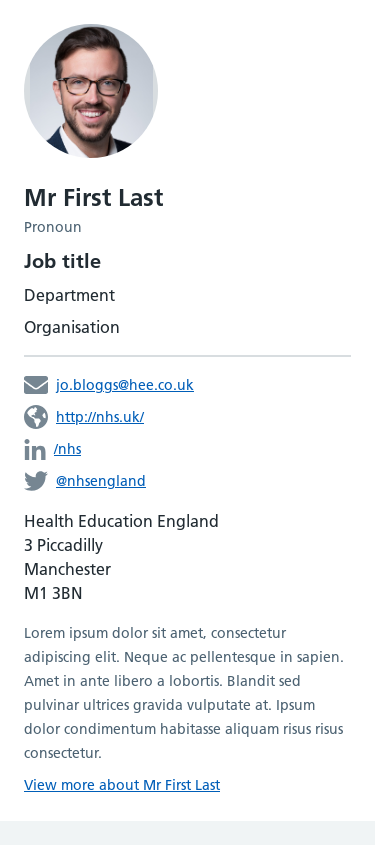 Mr First Last
Pronoun
Job title
Department
Organisation
jo.bloggs@hee.co.uk
http://nhs.uk/
/nhs
@nhsengland
Health Education England
3 Piccadilly
Manchester
M1 3BN
Lorem ipsum dolor sit amet, consectetur
adipiscing elit. Neque ac pellentesque in sapien.
Amet in ante libero a lobortis. Blandit sed
pulvinar ultrices gravida vulputate at. Ipsum
dolor condimentum habitasse aliquam risus risus
consectetur.
View more about Mr First Last